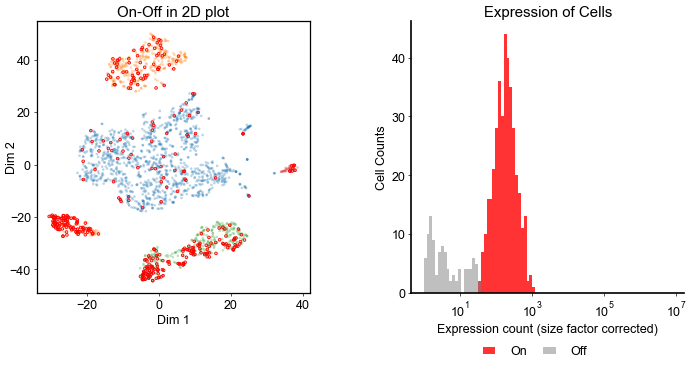 On-Off in 2D plot
40
20
0
−20
−40
Dim 2
−20
0
20
40
Dim 1
Expression of Cells
40
30
20
10
0
Cell Counts
10^1
10^3
10^5
10^7
Expression count (size factor corrected)
On
Off